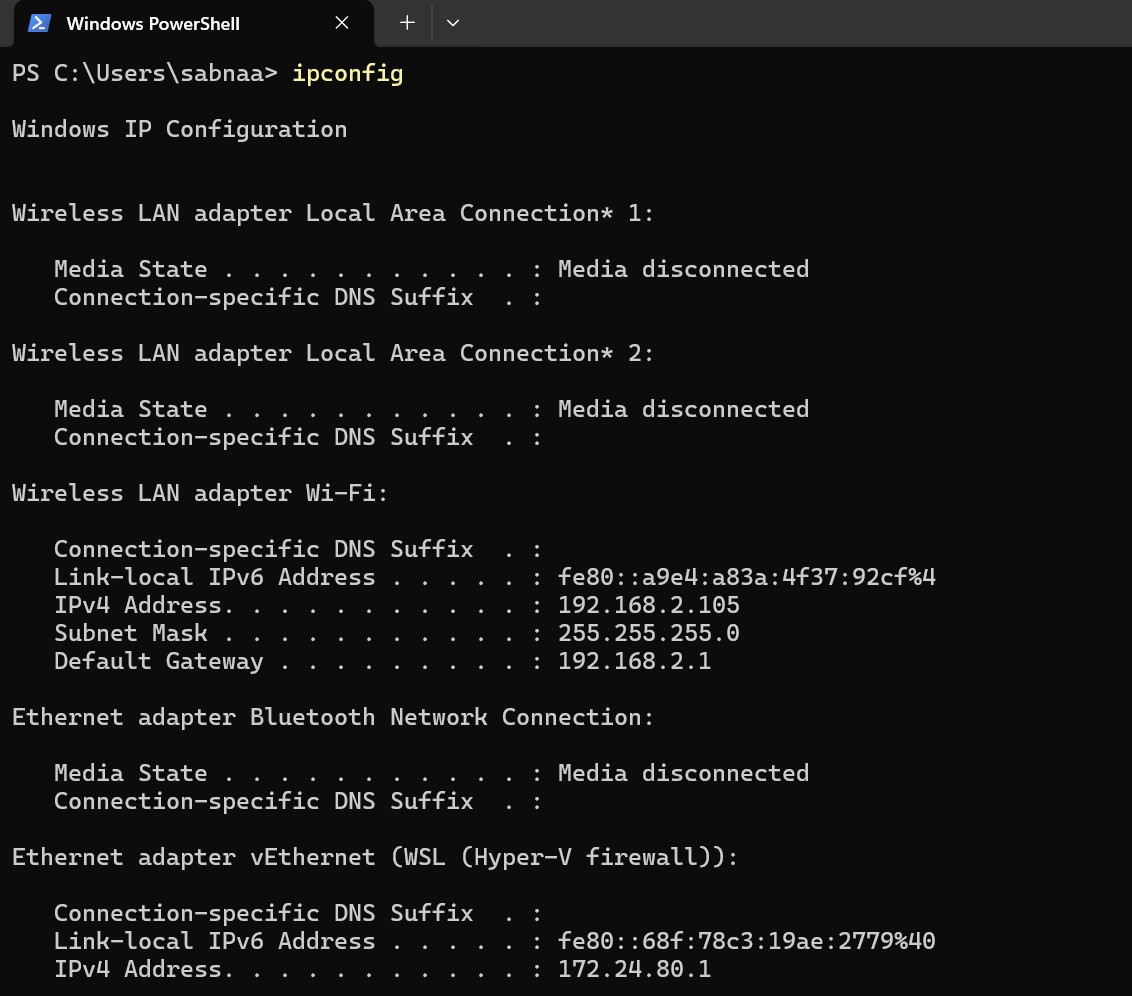 Windows PowerShell
PS C:\Users\sabnaa> ipconfig
Windows IP Configuration
Wireless LAN adapter Local Area Connection* 1:
Media State . . . . . . . . . . . : Media disconnected
Connection-specific DNS Suffix  . :
Wireless LAN adapter Local Area Connection* 2:
Media State . . . . . . . . . . . : Media disconnected
Connection-specific DNS Suffix  . :
Wireless LAN adapter Wi-Fi:
Connection-specific DNS Suffix  . :
Link-local IPv6 Address . . . . . : fe80::a9e4:a83a:4f37:92cf%4
IPv4 Address. . . . . . . . . . . : 192.168.2.105
Subnet Mask . . . . . . . . . . . : 255.255.255.0
Default Gateway . . . . . . . . . : 192.168.2.1
Ethernet adapter Bluetooth Network Connection:
Media State . . . . . . . . . . . : Media disconnected
Connection-specific DNS Suffix  . :
Ethernet adapter vEthernet (WSL (Hyper-V firewall)):
Connection-specific DNS Suffix  . :
Link-local IPv6 Address . . . . . : fe80::68f:78c3:19ae:2779%40
IPv4 Address. . . . . . . . . . . : 172.24.80.1